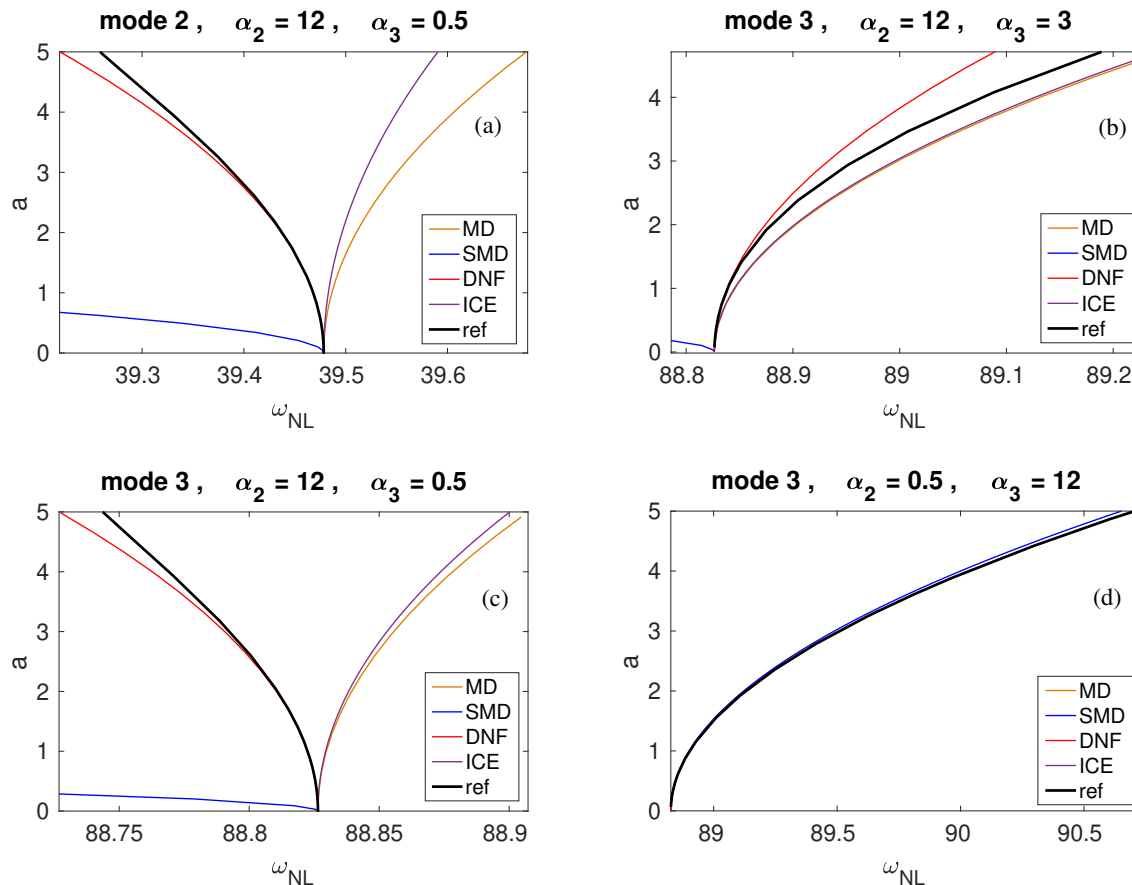 mode 2 , α₂ = 12 , α₃ = 0.5
5
4
3
2
1
0
a
(a)
MD
SMD
DNF
ICE
ref
39.3 39.4 39.5 39.6
ω_NL
mode 3 , α₂ = 12 , α₃ = 3
4
3
2
1
0
a
(b)
MD
SMD
DNF
ICE
ref
88.8 88.9 89 89.1 89.2
ω_NL
mode 3 , α₂ = 12 , α₃ = 0.5
5
4
3
2
1
0
a
(c)
MD
SMD
DNF
ICE
ref
88.75 88.8 88.85 88.9
ω_NL
mode 3 , α₂ = 0.5 , α₃ = 12
5
4
3
2
1
0
a
(d)
MD
SMD
DNF
ICE
ref
89 89.5 90 90.5
ω_NL